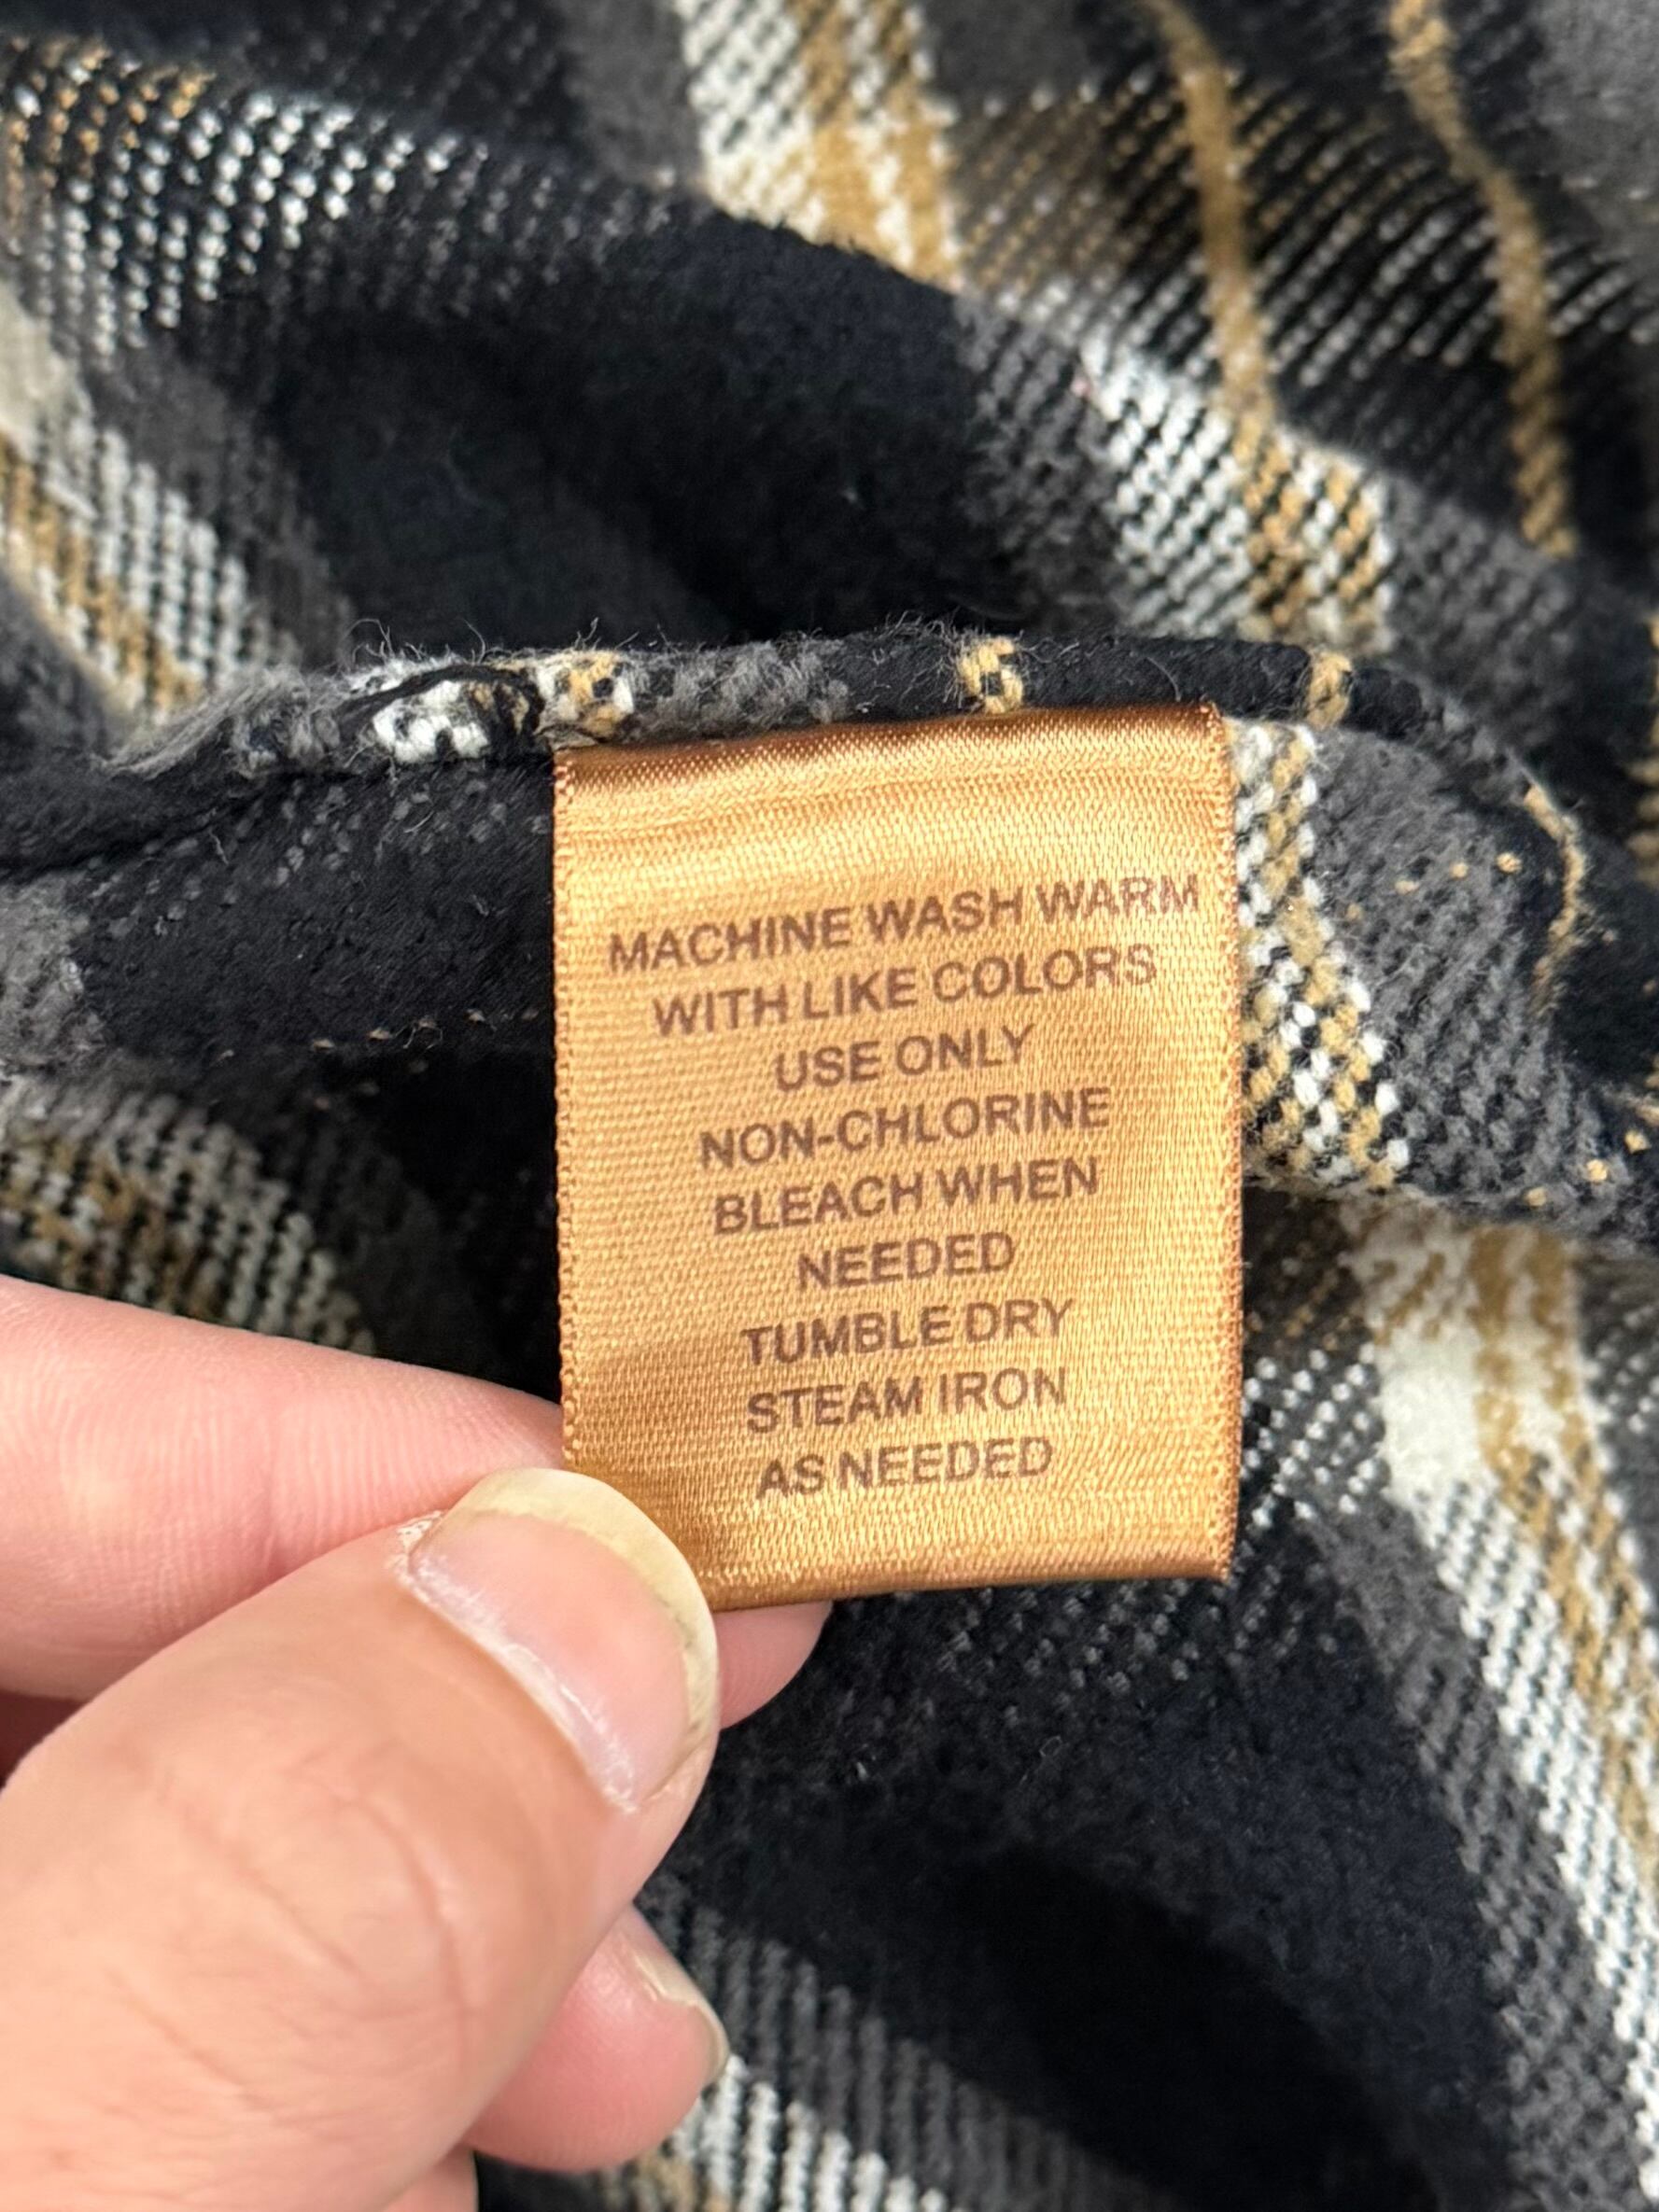 MACHINE WASH WARM
WITH LIKE COLORS
USE ONLY
NON-CHLORINE
BLEACH WHEN
NEEDED
TUMBLE DRY
STEAM IRON
AS NEEDED